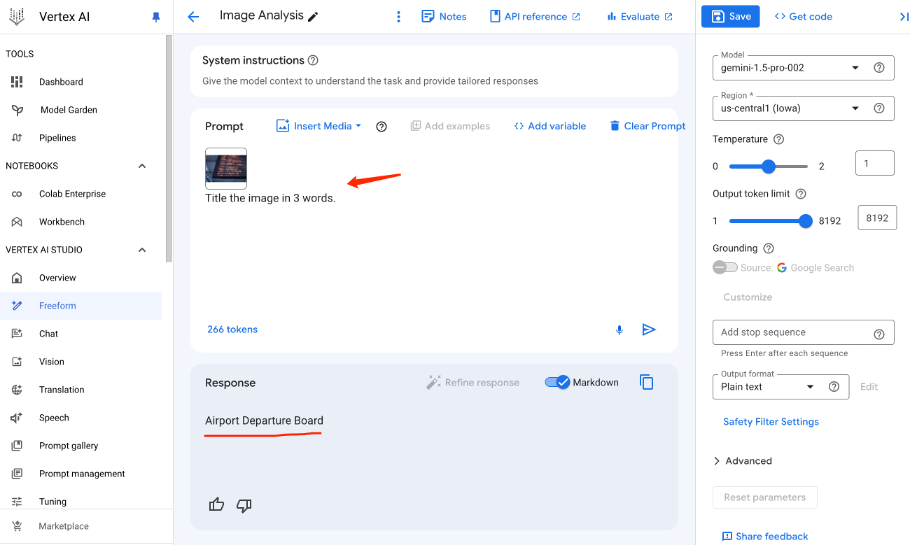 Vertex AI
TOOLS
Dashboard
Model Garden
Pipelines
NOTEBOOKS
Colab Enterprise
Workbench
VERTEX AI STUDIO
Overview
Freeform
Chat
Vision
Translation
Speech
Prompt gallery
Prompt management
Tuning
Marketplace
Image Analysis
Notes
API reference
Evaluate
System instructions
Give the model context to understand the task and provide tailored responses
Prompt
Insert Media
Add examples
Add variable
Clear Prompt
Title the image in 3 words.
266 tokens
Response
Refine response
Markdown
Airport Departure Board
Save
<> Get code
Model
gemini-1.5-pro-002
Region *
us-central1 (Iowa)
Temperature
0 2 1
Output token limit
1 8192 8192
Grounding
Source: Google Search
Customize
Add stop sequence
Press Enter after each sequence
Output format
Plain text
Edit
Safety Filter Settings
Advanced
Reset parameters
Share feedback